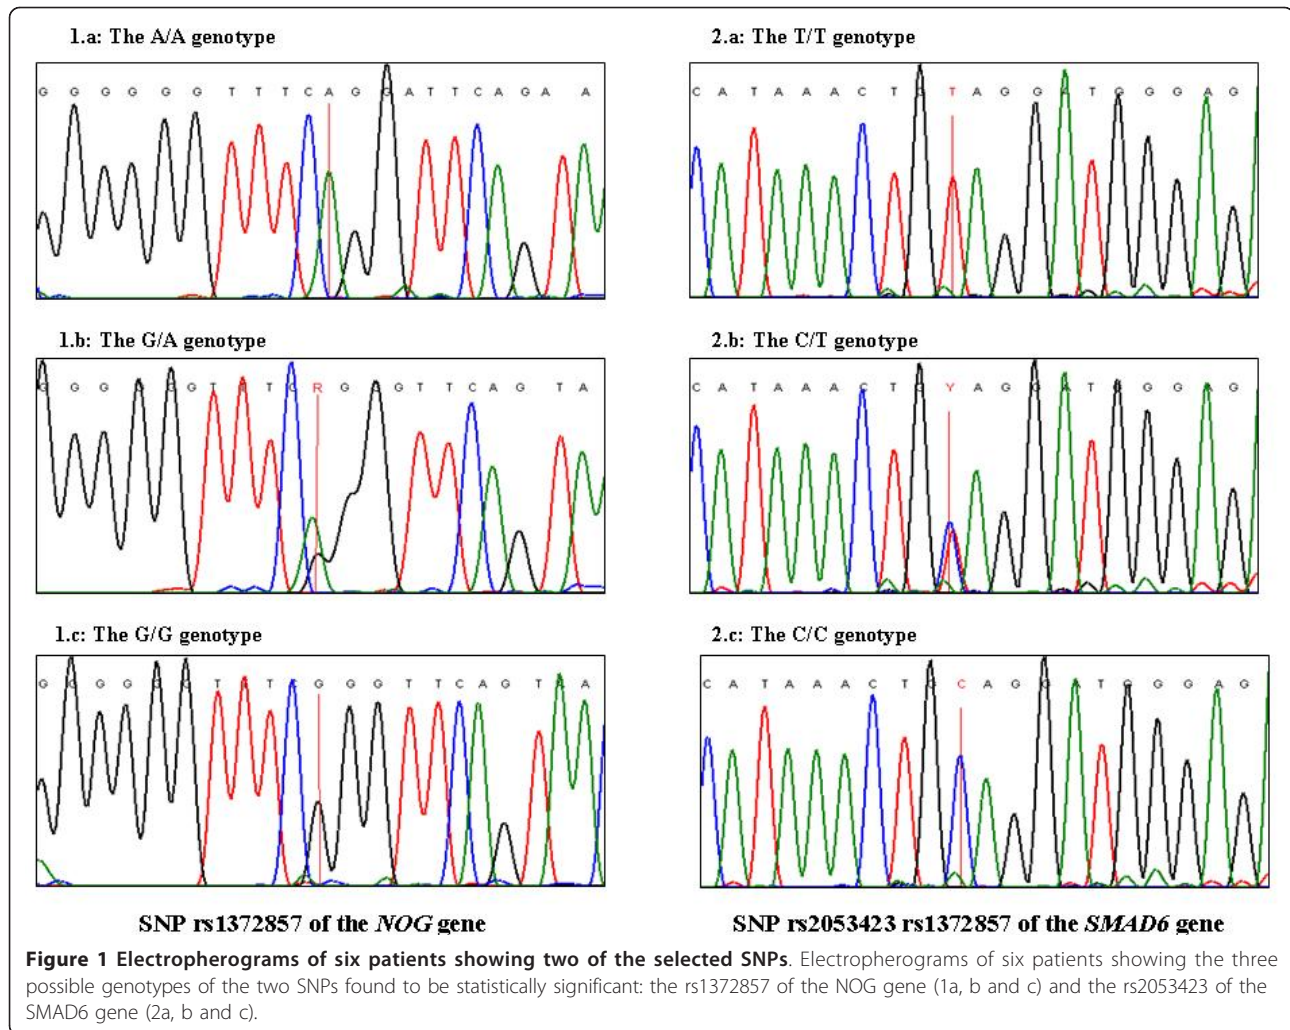 1.a: The A/A genotype
G G G G G G T T T C A G G A T T C A G A A
2.a: The T/T genotype
C A T A A A C T G T A G G A T G G G A G
1.b: The G/A genotype
G G G G G G T T T C R G G G T T C A G T A
2.b: The C/T genotype
C A T A A A C T G Y A G G A T G G G A G
1.c: The G/G genotype
G G G G G G T T T C G G G T T C A G T A A
2.c: The C/C genotype
C A T A A A C T G C A G G A T G G G A G
SNP rs1372857 of the NOG gene
SNP rs2053423 rs1372857 of the SMAD6 gene
Figure 1 Electropherograms of six patients showing two of the selected SNPs. Electropherograms of six patients showing the three
possible genotypes of the two SNPs found to be statistically significant: the rs1372857 of the NOG gene (1a, b and c) and the rs2053423 of the
SMAD6 gene (2a, b and c).